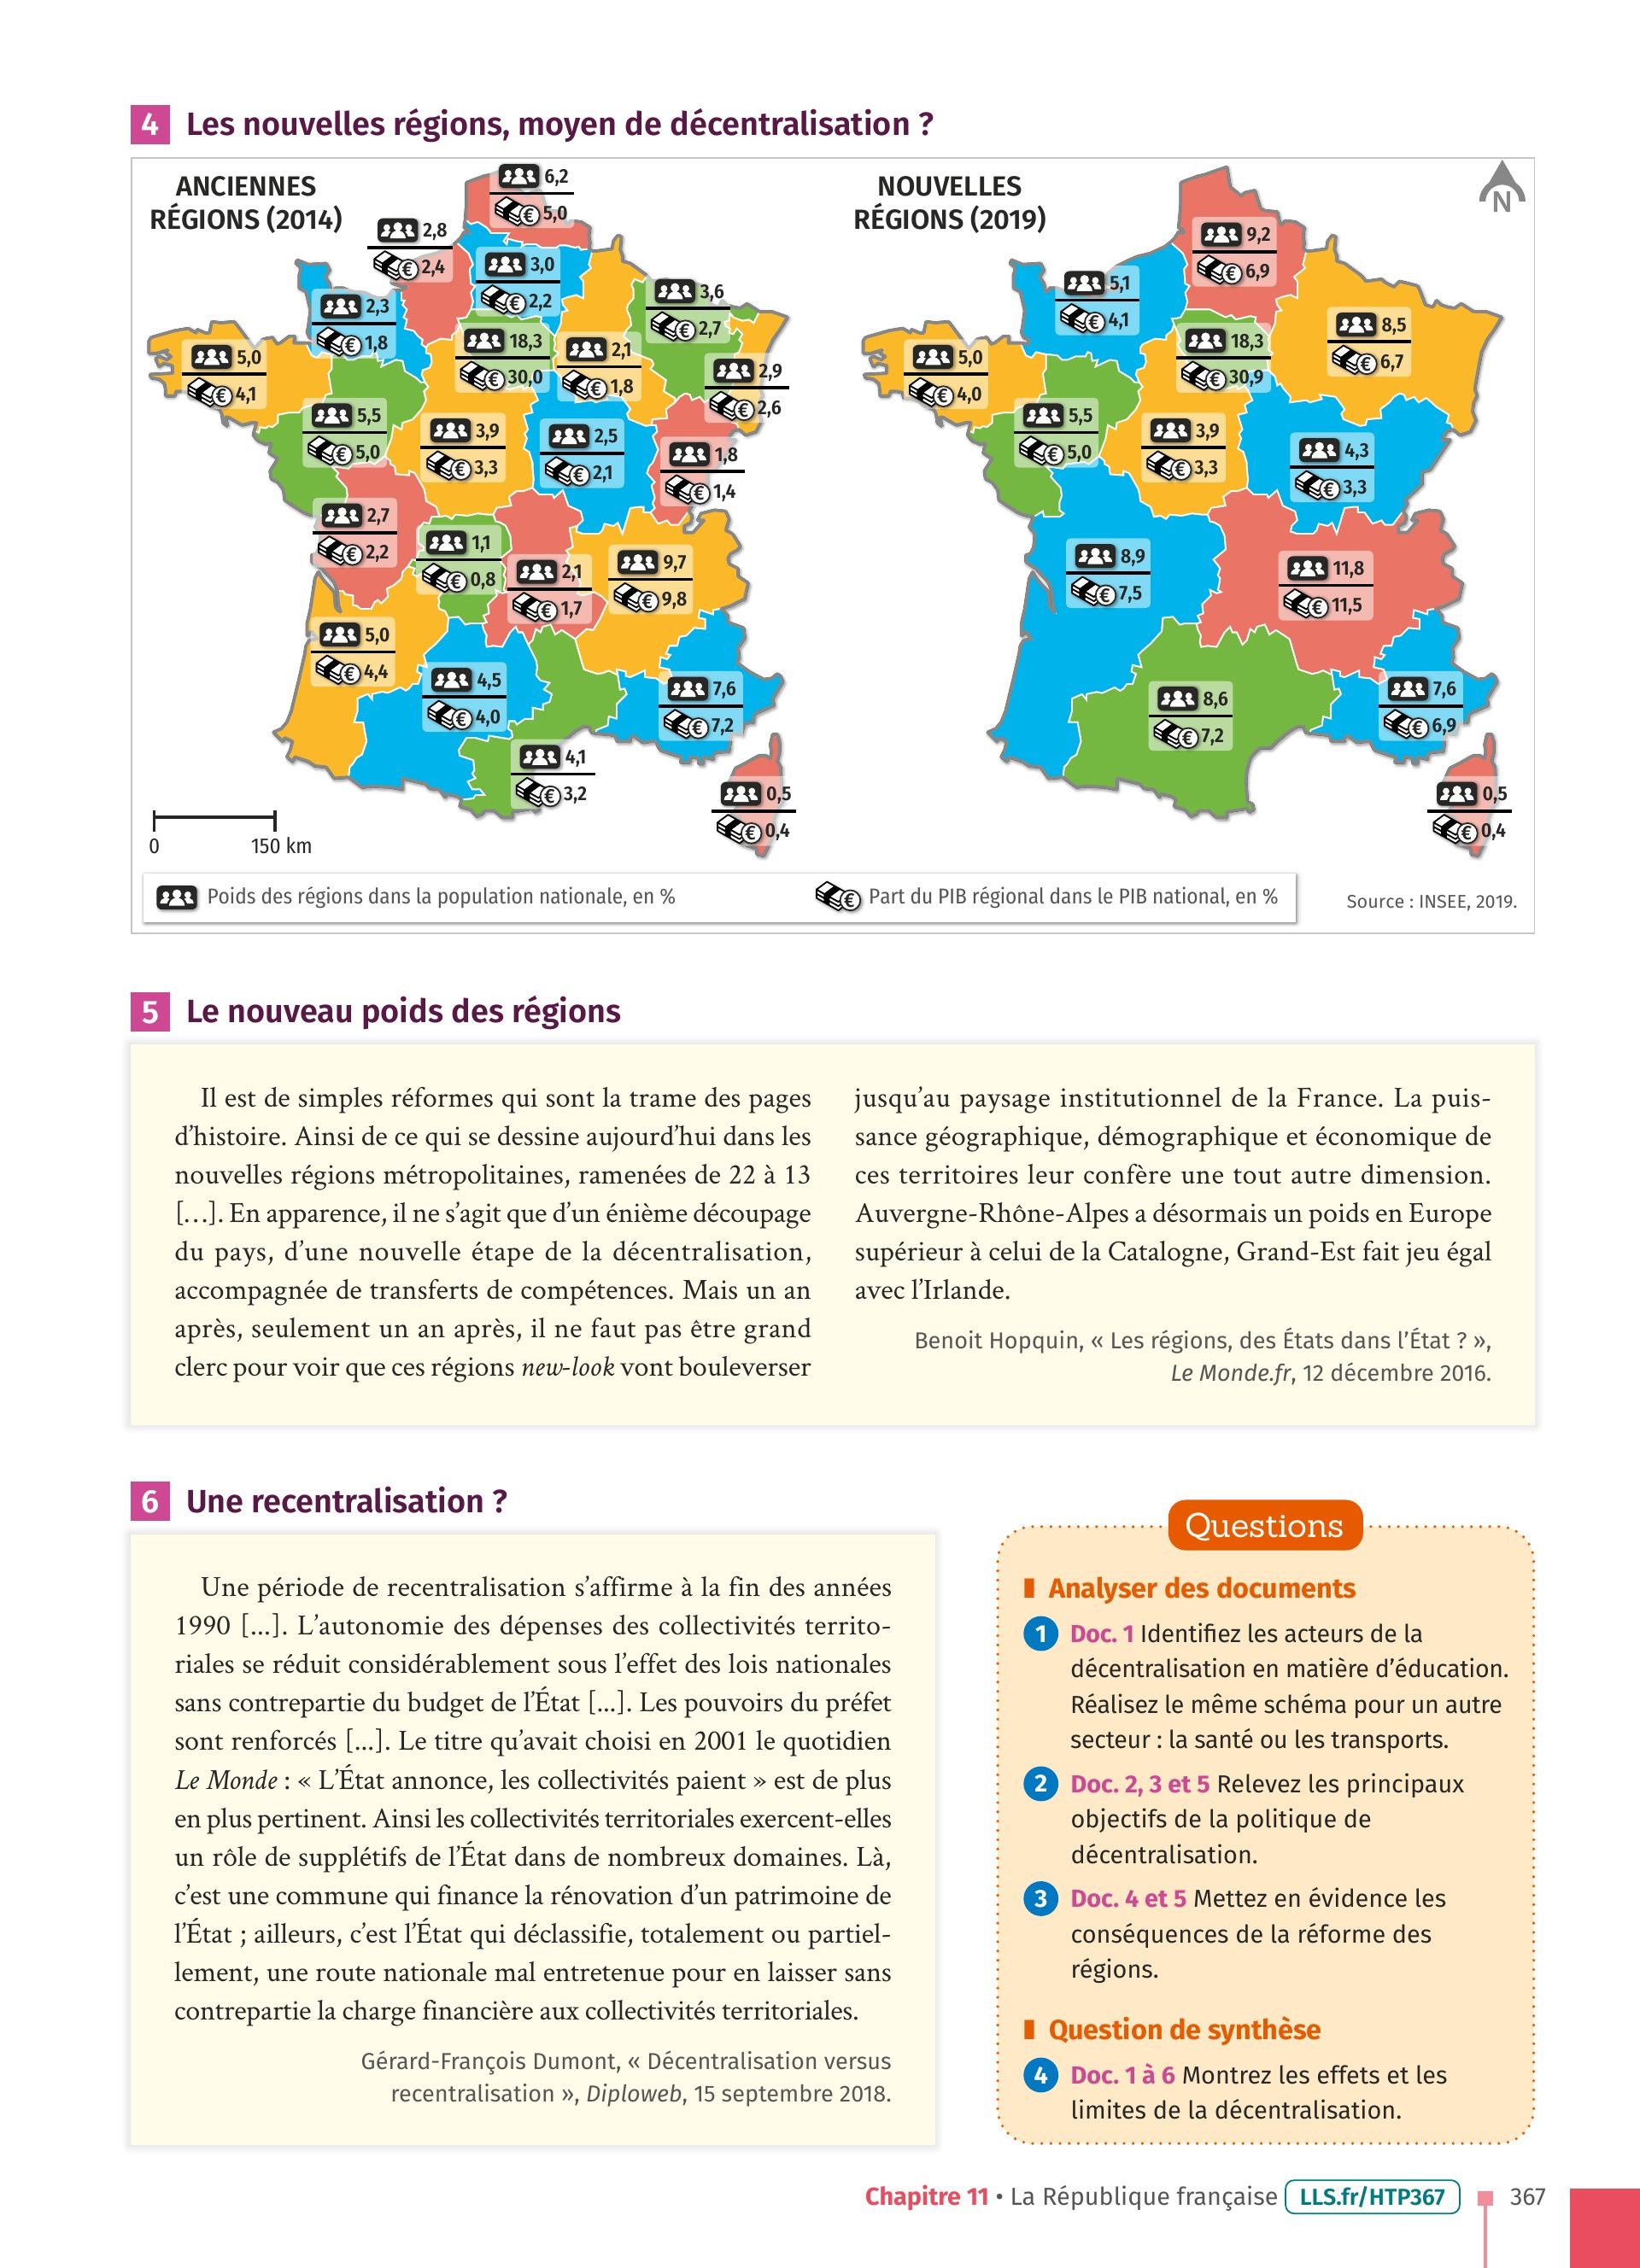 4 Les nouvelles régions, moyen de décentralisation ?
ANCIENNES
RÉGIONS (2014)
6,2
5,0
2,8
2,4
3,0
2,2
2,3
1,8
3,6
2,7
18,3
30,0
2,1
1,8
5,0
4,1
2,9
2,6
5,5
5,0
3,9
3,3
2,5
2,1
1,8
1,4
2,7
2,2
1,1
0,8
2,1
1,7
9,7
9,8
5,0
4,4
4,5
4,0
7,6
7,2
4,1
3,2
0,5
0,4
0 150 km
NOUVELLES
RÉGIONS (2019)
N
9,2
6,9
5,1
4,1
8,5
6,7
18,3
30,9
5,0
4,0
5,5
5,0
3,9
3,3
4,3
3,3
8,9
7,5
11,8
11,5
8,6
7,2
7,6
6,9
0,5
0,4
Poids des régions dans la population nationale, en %
€ Part du PIB régional dans le PIB national, en %
Source : INSEE, 2019.
5 Le nouveau poids des régions
Il est de simples réformes qui sont la trame des pages
d’histoire. Ainsi de ce qui se dessine aujourd’hui dans les
nouvelles régions métropolitaines, ramenées de 22 à 13
[…]. En apparence, il ne s’agit que d’un énième découpage
du pays, d’une nouvelle étape de la décentralisation,
accompagnée de transferts de compétences. Mais un an
après, seulement un an après, il ne faut pas être grand
clerc pour voir que ces régions new-look vont bouleverser
jusqu’au paysage institutionnel de la France. La puis-
sance géographique, démographique et économique de
ces territoires leur confère une tout autre dimension.
Auvergne-Rhône-Alpes a désormais un poids en Europe
supérieur à celui de la Catalogne, Grand-Est fait jeu égal
avec l’Irlande.
Benoit Hopquin, « Les régions, des États dans l’État ? »,
Le Monde.fr, 12 décembre 2016.
6 Une recentralisation ?
Une période de recentralisation s’affirme à la fin des années
1990 [...]. L’autonomie des dépenses des collectivités territo-
riales se réduit considérablement sous l’effet des lois nationales
sans contrepartie du budget de l’État [...]. Les pouvoirs du préfet
sont renforcés [...]. Le titre qu’avait choisi en 2001 le quotidien
Le Monde : « L’État annonce, les collectivités paient » est de plus
en plus pertinent. Ainsi les collectivités territoriales exercent-elles
un rôle de supplétifs de l’État dans de nombreux domaines. Là,
c’est une commune qui finance la rénovation d’un patrimoine de
l’État ; ailleurs, c’est l’État qui déclassifie, totalement ou partiel-
lement, une route nationale mal entretenue pour en laisser sans
contrepartie la charge financière aux collectivités territoriales.
Gérard-François Dumont, « Décentralisation versus
recentralisation », Diploweb, 15 septembre 2018.
Questions
Analyser des documents
1 Doc. 1 Identifiez les acteurs de la
décentralisation en matière d’éducation.
Réalisez le même schéma pour un autre
secteur : la santé ou les transports.
2 Doc. 2, 3 et 5 Relevez les principaux
objectifs de la politique de
décentralisation.
3 Doc. 4 et 5 Mettez en évidence les
conséquences de la réforme des
régions.
Question de synthèse
4 Doc. 1 à 6 Montrez les effets et les
limites de la décentralisation.
Chapitre 11 • La République française LLS.fr/HTP367 367